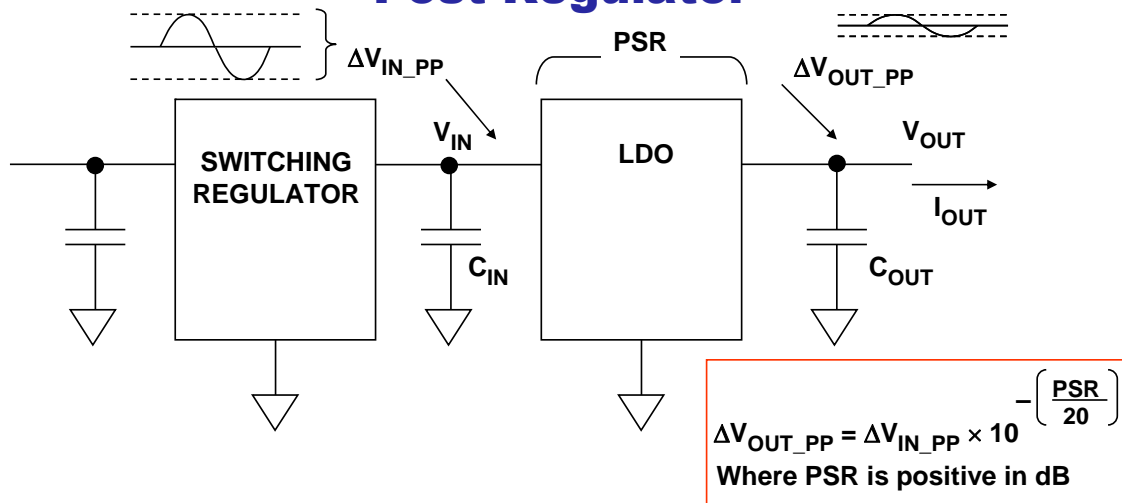 Post Regulator
PSR
ΔV_IN_PP
ΔV_OUT_PP
V_IN
V_OUT
SWITCHING
REGULATOR
LDO
I_OUT
C_IN
C_OUT
ΔV_OUT_PP = ΔV_IN_PP × 10^−(PSR/20)
Where PSR is positive in dB